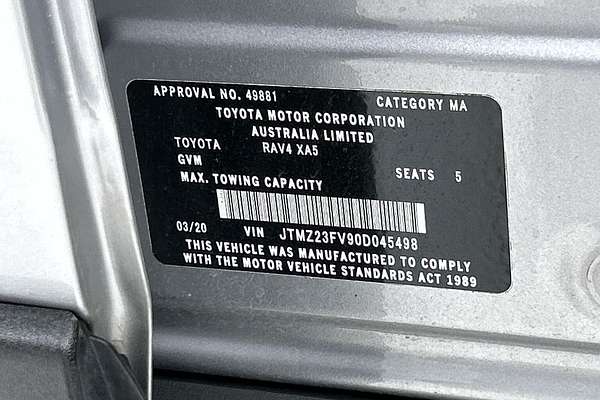 APPROVAL NO. 49881 CATEGORY MA
TOYOTA MOTOR CORPORATION
AUSTRALIA LIMITED
TOYOTA RAV4 XA5
GVM SEATS 5
MAX. TOWING CAPACITY
03/20 VIN JTMZ23FV90D045498
THIS VEHICLE WAS MANUFACTURED TO COMPLY
WITH THE MOTOR VEHICLE STANDARDS ACT 1989